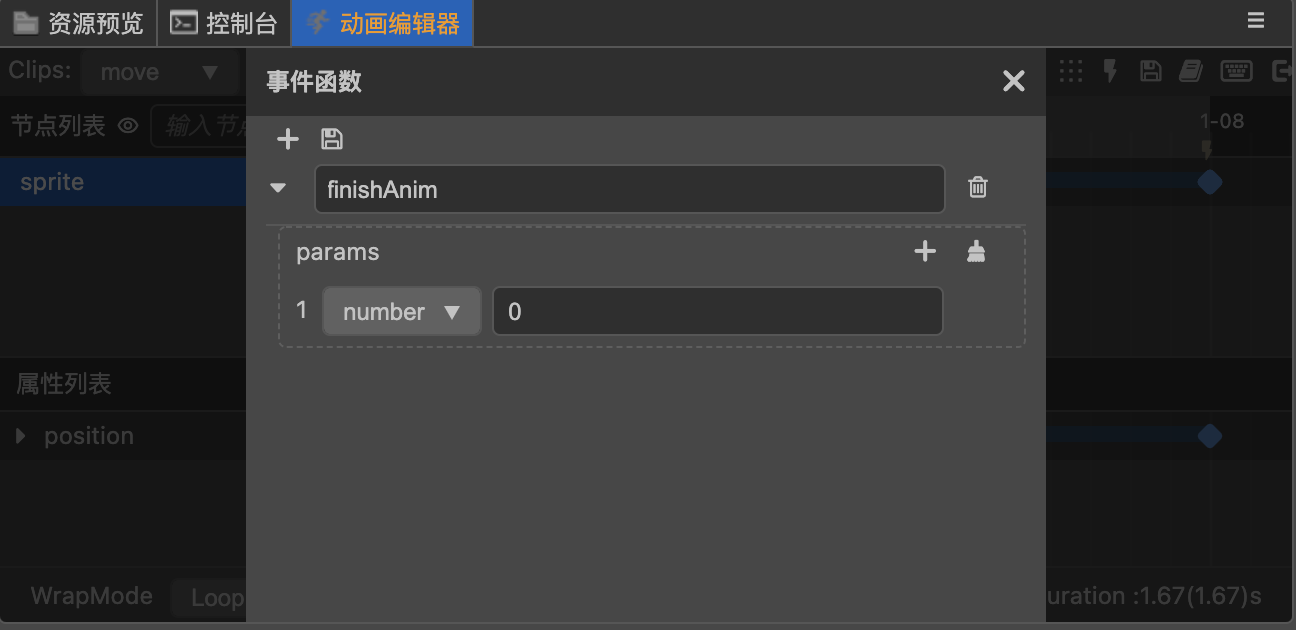 资源预览 控制台 动画编辑器
Clips: move
事件函数
节点列表 输入节
1-08
sprite
finishAnim
params
1 number 0
属性列表
position
WrapMode Loop
uration :1.67(1.67)s